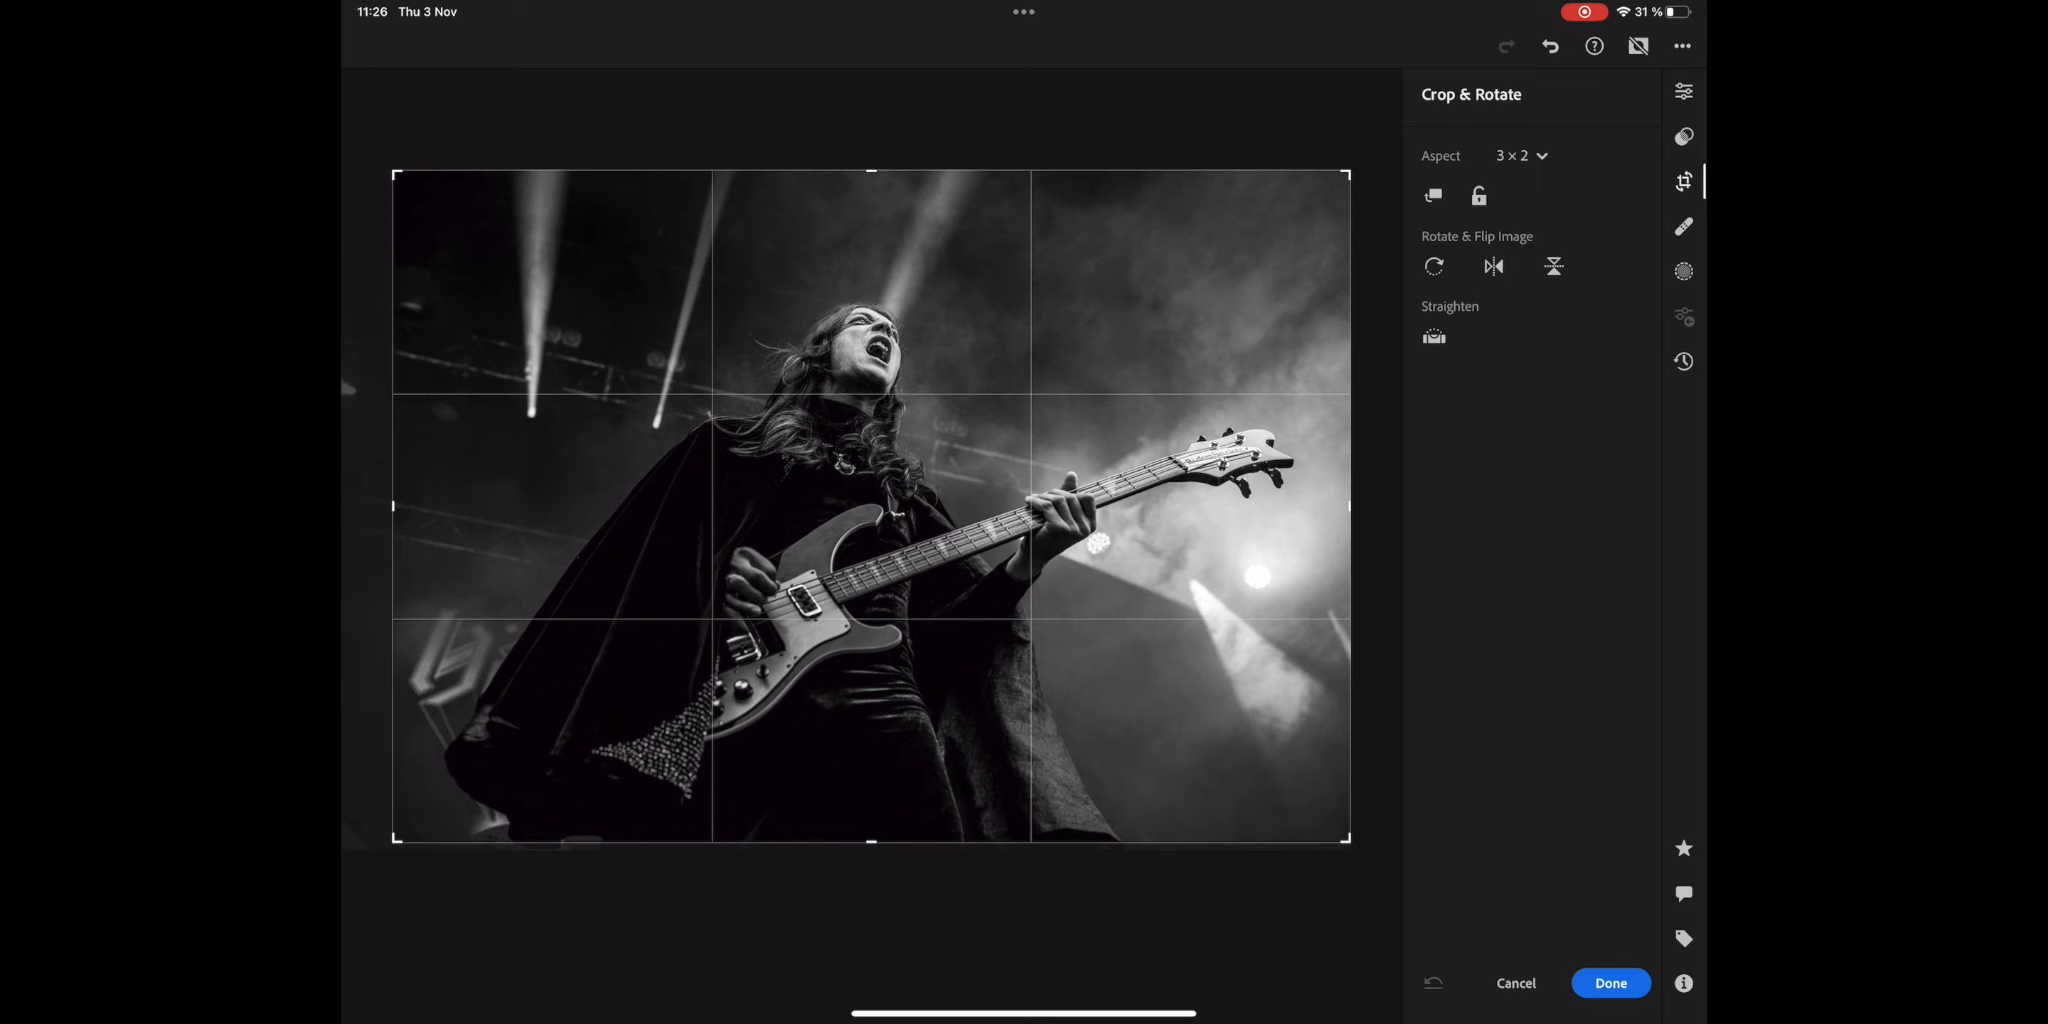 11:26 Thu 3 Nov
31 %
Crop & Rotate
Aspect 3 × 2
Rotate & Flip Image
Straighten
Cancel Done